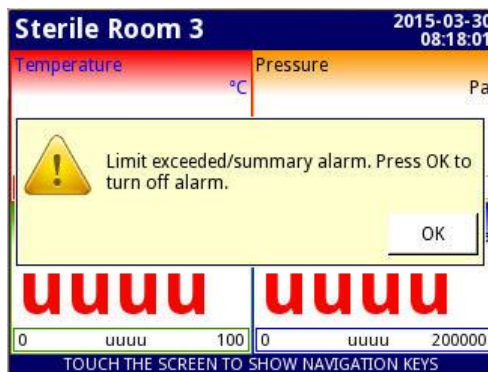 Sterile Room 3
2015-03-30
08:18:01
Temperature
°C
Pressure
Pa
Limit exceeded/summary alarm. Press OK to
turn off alarm.
OK
uuuu uuuu
0 uuuu 100 0 uuuu 200000
TOUCH THE SCREEN TO SHOW NAVIGATION KEYS